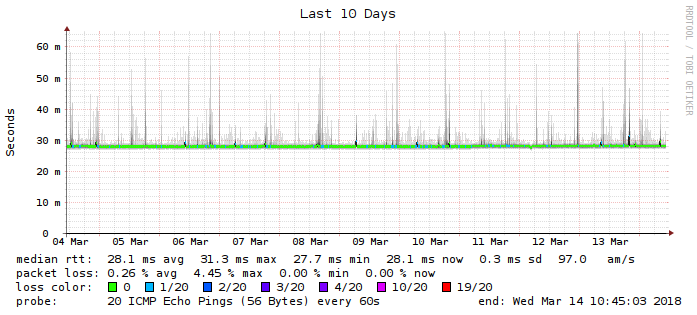 Last 10 Days
RRDTOOL / TOBI OETIKER
Seconds
60 m
50 m
40 m
30 m
20 m
10 m
0
04 Mar 05 Mar 06 Mar 07 Mar 08 Mar 09 Mar 10 Mar 11 Mar 12 Mar 13 Mar
median rtt: 28.1 ms avg 31.3 ms max 27.7 ms min 28.1 ms now 0.3 ms sd 97.0 am/s
packet loss: 0.26 % avg 4.45 % max 0.00 % min 0.00 % now
loss color: 0 1/20 2/20 3/20 4/20 10/20 19/20
probe: 20 ICMP Echo Pings (56 Bytes) every 60s end: Wed Mar 14 10:45:03 2018